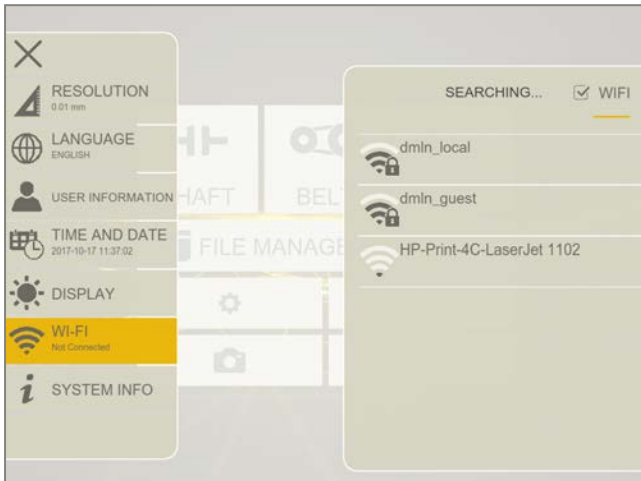 RESOLUTION
0.01 mm
LANGUAGE
ENGLISH
USER INFORMATION
TIME AND DATE
2017-10-17 11:37:02
DISPLAY
WI-FI
Not Connected
SYSTEM INFO
HAFT
BEL
FILE MANAGE
SEARCHING...
WIFI
dmln_local
dmln_guest
HP-Print-4C-LaserJet 1102